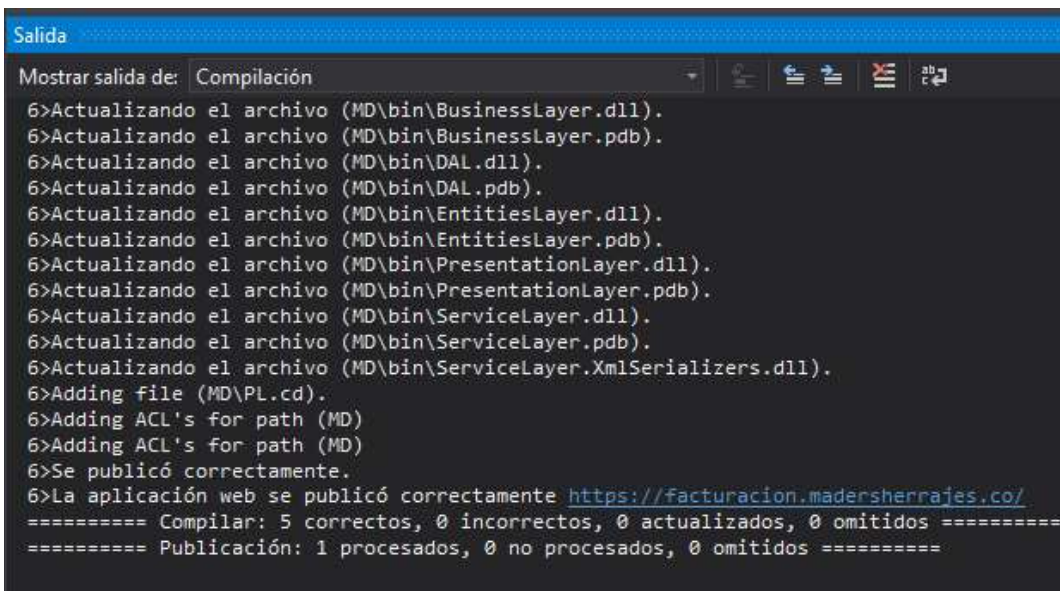 Salida
Mostrar salida de: Compilación
6>Actualizando el archivo (MD\bin\BusinessLayer.dll).
6>Actualizando el archivo (MD\bin\BusinessLayer.pdb).
6>Actualizando el archivo (MD\bin\DAL.dll).
6>Actualizando el archivo (MD\bin\DAL.pdb).
6>Actualizando el archivo (MD\bin\EntitiesLayer.dll).
6>Actualizando el archivo (MD\bin\EntitiesLayer.pdb).
6>Actualizando el archivo (MD\bin\PresentationLayer.dll).
6>Actualizando el archivo (MD\bin\PresentationLayer.pdb).
6>Actualizando el archivo (MD\bin\ServiceLayer.dll).
6>Actualizando el archivo (MD\bin\ServiceLayer.pdb).
6>Actualizando el archivo (MD\bin\ServiceLayer.XmlSerializers.dll).
6>Adding file (MD\PL.cd).
6>Adding ACL's for path (MD)
6>Adding ACL's for path (MD)
6>Se publicó correctamente.
6>La aplicación web se publicó correctamente https://facturacion.madersherrajes.co/
========== Compilar: 5 correctos, 0 incorrectos, 0 actualizados, 0 omitidos ==========
========== Publicación: 1 procesados, 0 no procesados, 0 omitidos ==========